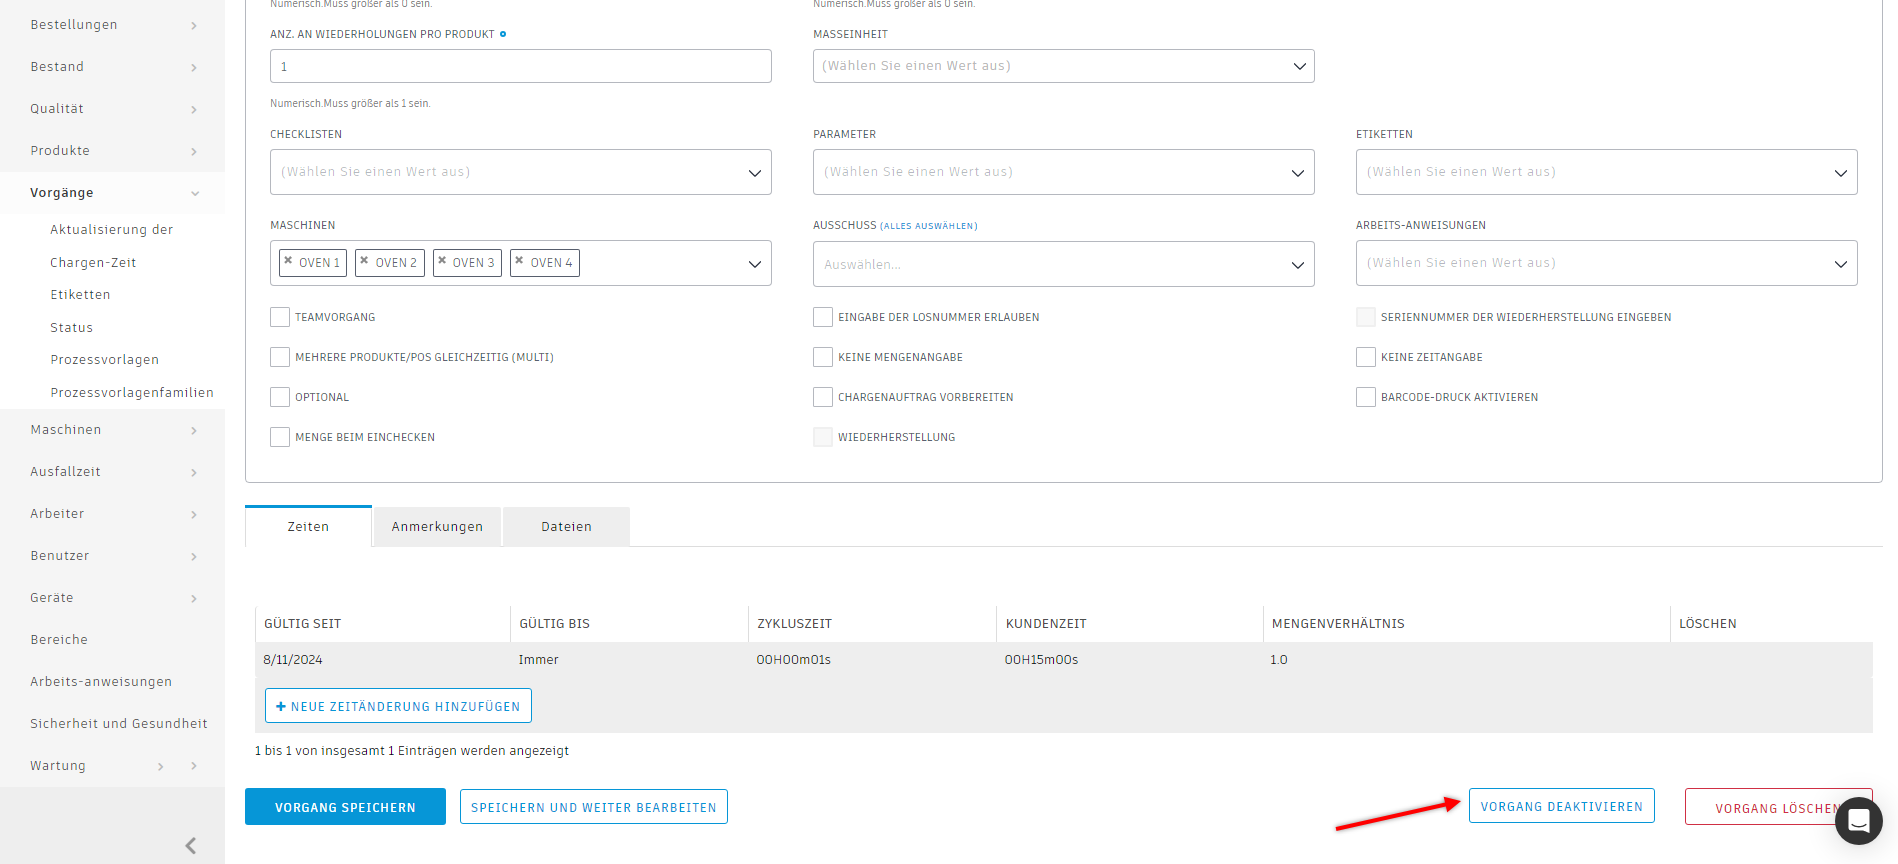 Bestellungen
Bestand
Qualität
Produkte
Vorgänge
Aktualisierung der
Chargen-Zeit
Etiketten
Status
Prozessvorlagen
Prozessvorlagenfamilien
Maschinen
Ausfallzeit
Arbeiter
Benutzer
Geräte
Bereiche
Arbeits-anweisungen
Sicherheit und Gesundheit
Wartung
Numerisch.Muss größer als 0 sein.
Numerisch.Muss größer als 0 sein.
ANZ. AN WIEDERHOLUNGEN PRO PRODUKT
MASSEINHEIT
1
(Wählen Sie einen Wert aus)
Numerisch.Muss größer als 1 sein.
CHECKLISTEN
PARAMETER
ETIKETTEN
(Wählen Sie einen Wert aus)
(Wählen Sie einen Wert aus)
(Wählen Sie einen Wert aus)
MASCHINEN
AUSSCHUSS (ALLES AUSWÄHLEN)
ARBEITS-ANWEISUNGEN
× OVEN 1 × OVEN 2 × OVEN 3 × OVEN 4
Auswählen...
(Wählen Sie einen Wert aus)
TEAMVORGANG
EINGABE DER LOSNUMMER ERLAUBEN
SERIENNUMMER DER WIEDERHERSTELLUNG EINGEBEN
MEHRERE PRODUKTE/POS GLEICHZEITIG (MULTI)
KEINE MENGENANGABE
KEINE ZEITANGABE
OPTIONAL
CHARGENAUFTRAG VORBEREITEN
BARCODE-DRUCK AKTIVIEREN
MENGE BEIM EINCHECKEN
WIEDERHERSTELLUNG
Zeiten
Anmerkungen
Dateien
GÜLTIG SEIT
GÜLTIG BIS
ZYKLUSZEIT
KUNDENZEIT
MENGENVERHÄLTNIS
LÖSCHEN
8/11/2024
Immer
00H00m01s
00H15m00s
1.0
+ NEUE ZEITÄNDERUNG HINZUFÜGEN
1 bis 1 von insgesamt 1 Einträgen werden angezeigt
VORGANG SPEICHERN
SPEICHERN UND WEITER BEARBEITEN
VORGANG DEAKTIVIEREN
VORGANG LÖSCHEN